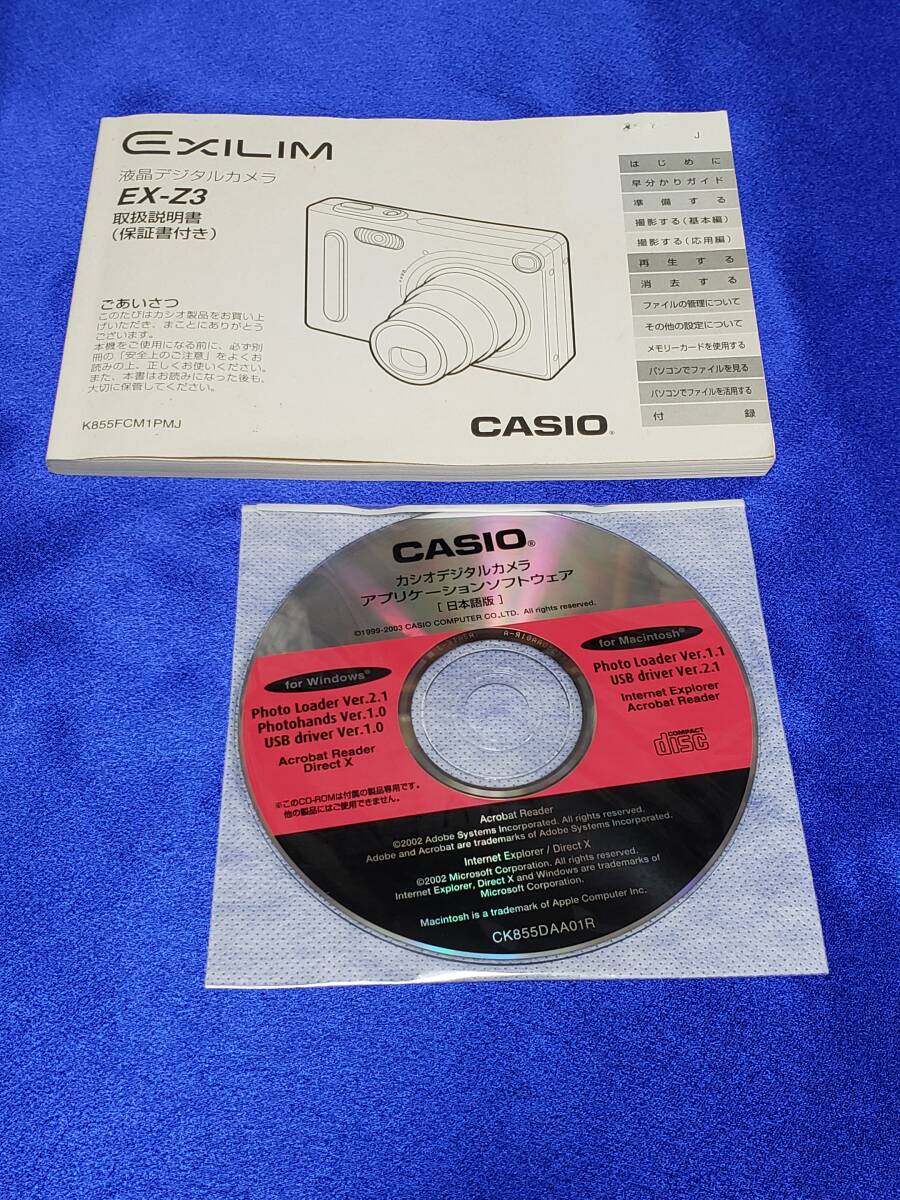 EXILIM
液晶デジタルカメラ
EX-Z3
取扱説明書
(保証書付き)
ごあいさつ
このたびはカシオ製品をお買い上
げいただき、まことにありがとう
ございます。
本機をご使用になる前に、必ず別
冊の「安全上のご注意」をよくお
読みの上、正しくお使いください。
また、本書はお読みになった後も、
大切に保管してください。
K855FCM1PMJ
CASIO®
J
はじめに
早分かりガイド
準備する
撮影する(基本編)
撮影する(応用編)
再生する
消去する
ファイルの管理について
その他の設定について
メモリーカードを使用する
パソコンでファイルを見る
パソコンでファイルを活用する
付録
CASIO®
カシオデジタルカメラ
アプリケーションソフトウェア
[日本語版]
©1999-2003 CASIO COMPUTER CO.,LTD. All rights reserved.
for Windows®
Photo Loader Ver.2.1
Photohands Ver.1.0
USB driver Ver.1.0
Acrobat Reader
Direct X
※このCD-ROMは付属の製品専用です。
他の製品にはご使用できません。
for Macintosh®
Photo Loader Ver.1.1
USB driver Ver.2.1
Internet Explorer
Acrobat Reader
COMPACT
disc
Acrobat Reader
©2002 Adobe Systems Incorporated. All rights reserved.
Adobe and Acrobat are trademarks of Adobe Systems Incorporated.
Internet Explorer / Direct X
©2002 Microsoft Corporation. All rights reserved.
Internet Explorer, Direct X and Windows are trademarks of
Microsoft Corporation.
Macintosh is a trademark of Apple Computer Inc.
CK855DAA01R